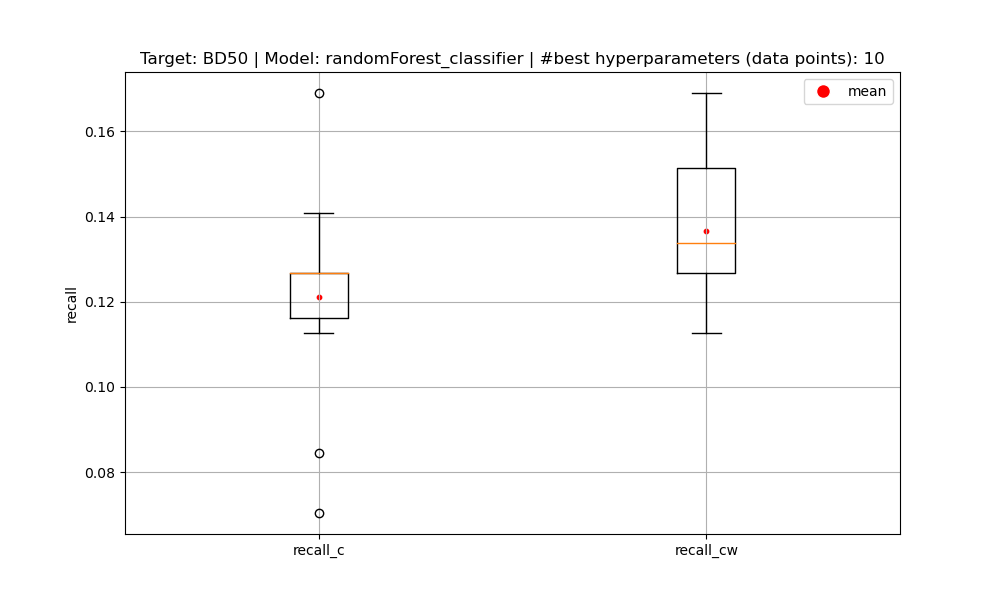 Target: BD50 | Model: randomForest_classifier | #best hyperparameters (data points): 10
mean
0.16
0.14
0.12
0.10
0.08
recall
recall_c
recall_cw